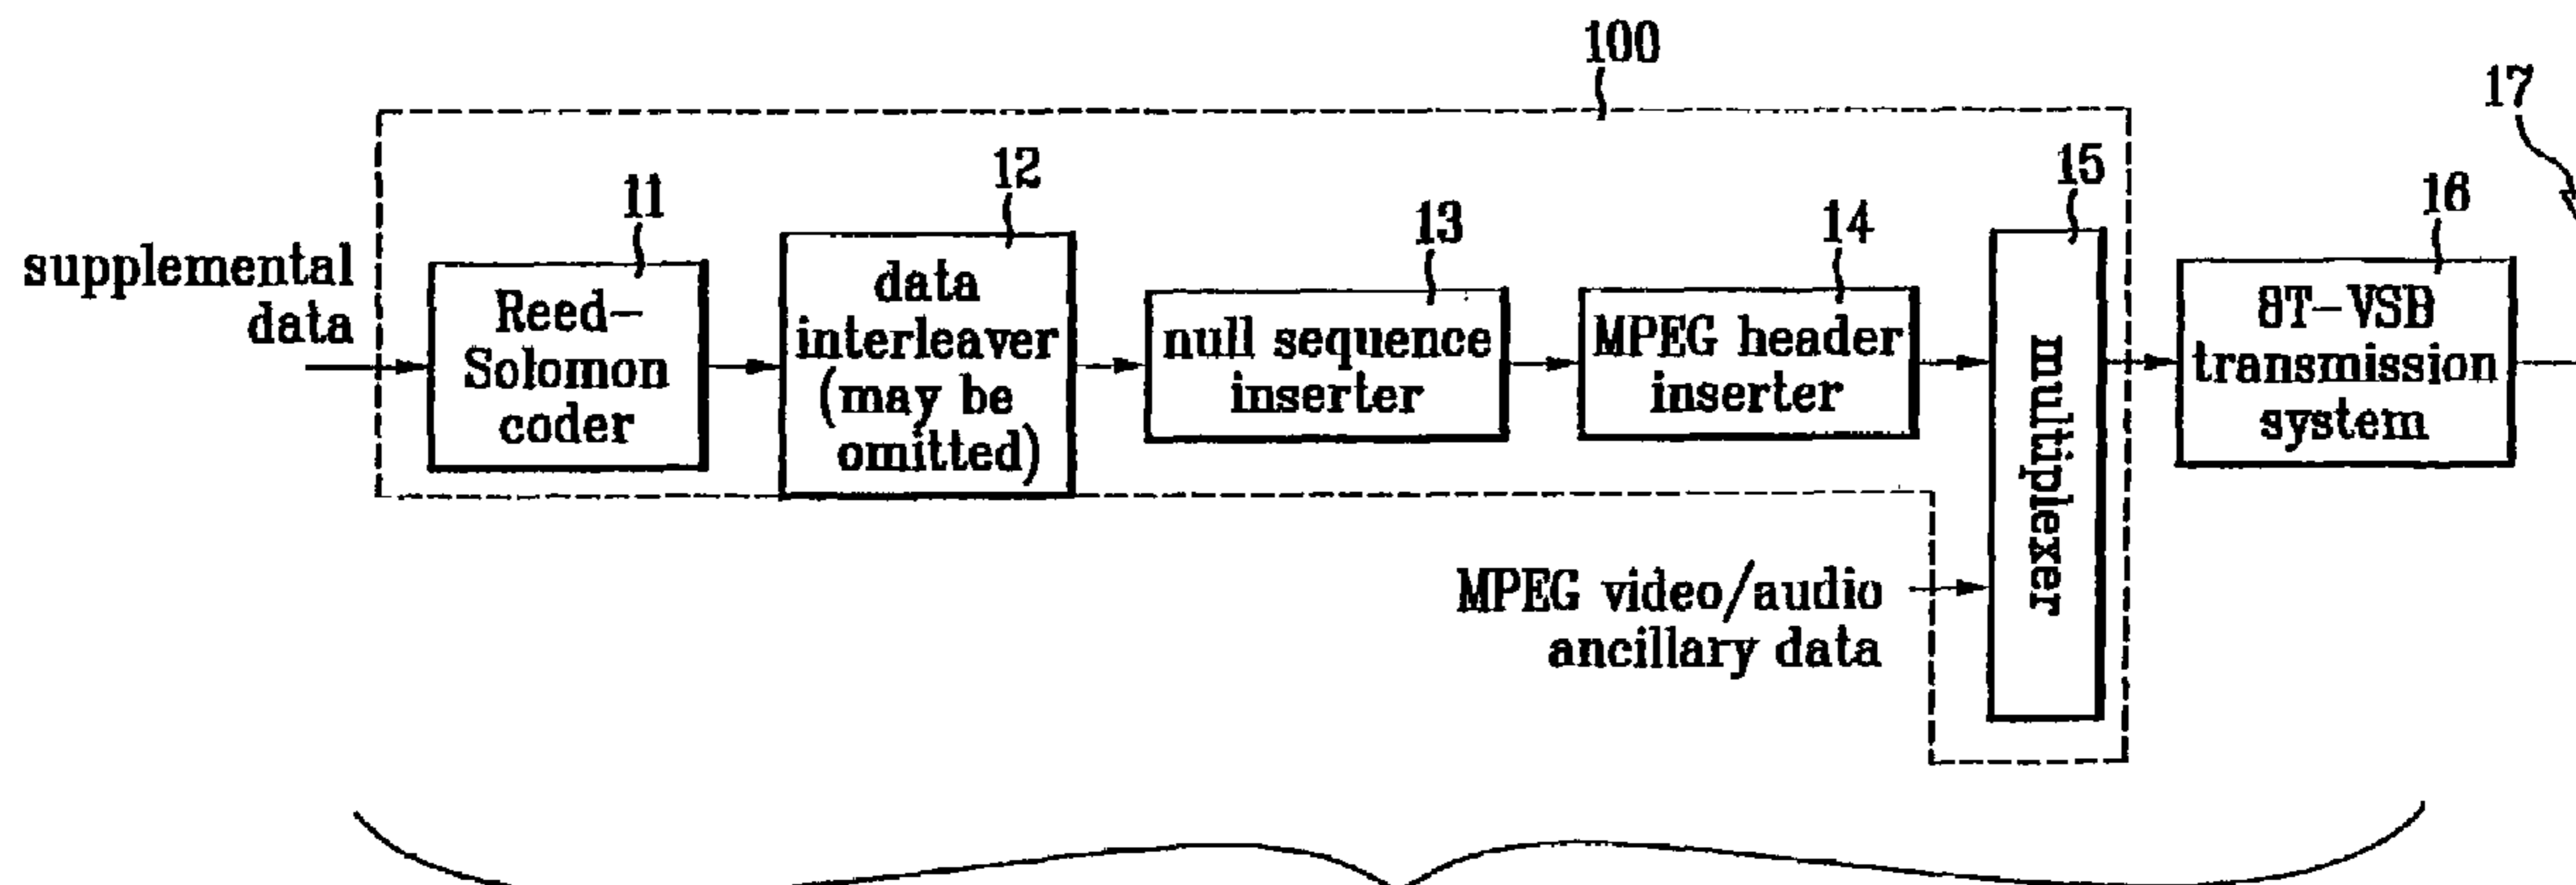 100
17
supplemental
data
11
Reed-
Solomon
coder
12
data
interleaver
(may be
omitted)
13
null sequence
inserter
14
MPEG header
inserter
15
multiplexer
16
8T-VSB
transmission
system
MPEG video/audio
ancillary data